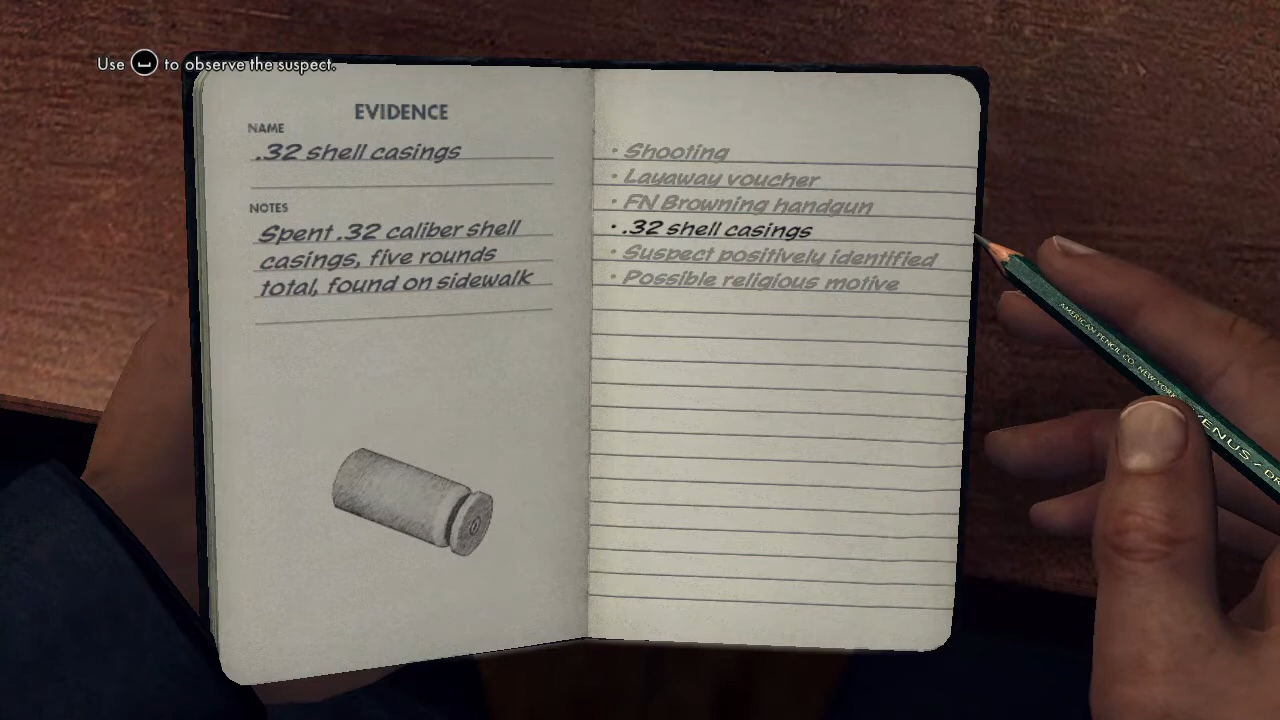 Use to observe the suspect.
EVIDENCE
NAME
.32 shell casings
NOTES
Spent .32 caliber shell
casings, five rounds
total, found on sidewalk
• Shooting
• Layaway voucher
• FN Browning handgun
• .32 shell casings
• Suspect positively identified
• Possible religious motive
AMERICAN PENCIL CO. NEW YORK
VENUS / DR